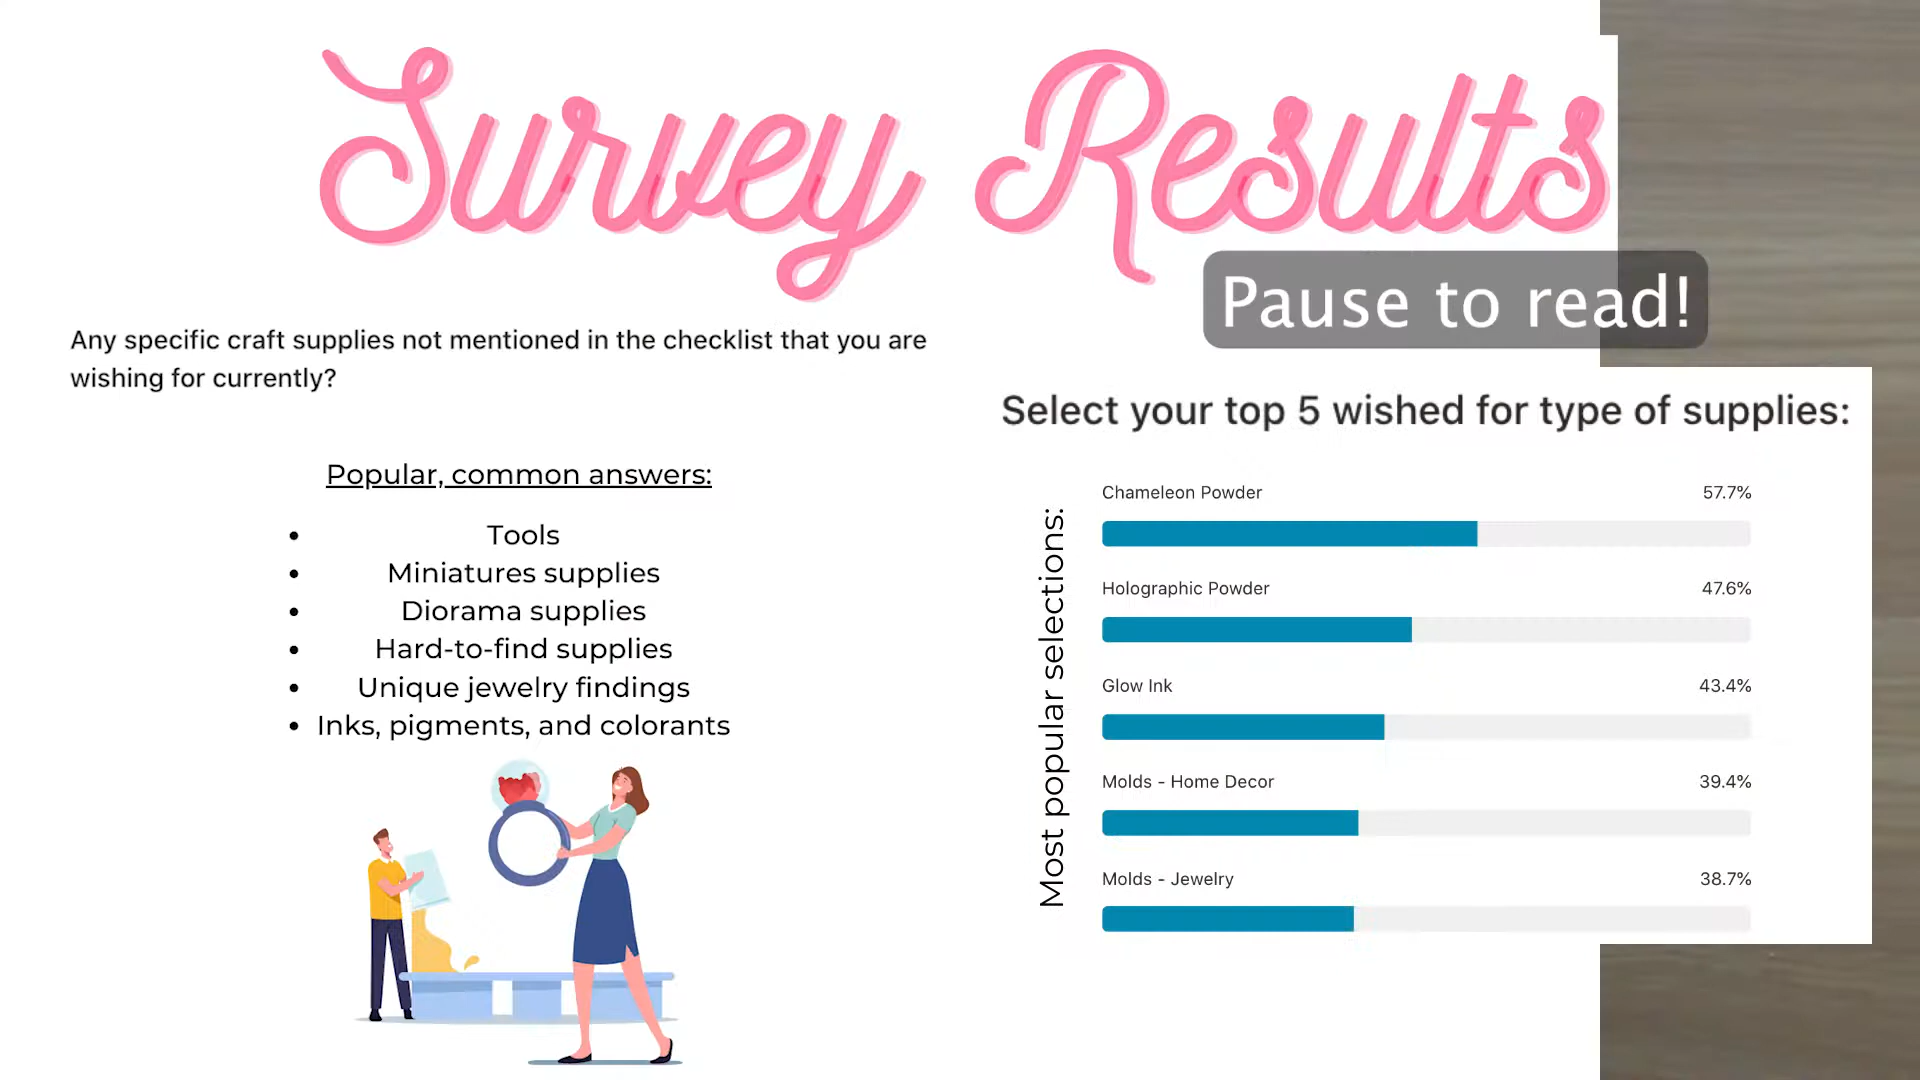 Survey Results
Pause to read!
Any specific craft supplies not mentioned in the checklist that you are
wishing for currently?
Popular, common answers:
• Tools
• Miniatures supplies
• Diorama supplies
• Hard-to-find supplies
• Unique jewelry findings
• Inks, pigments, and colorants
Select your top 5 wished for type of supplies:
Most popular selections:
Chameleon Powder 57.7%
Holographic Powder 47.6%
Glow Ink 43.4%
Molds - Home Decor 39.4%
Molds - Jewelry 38.7%